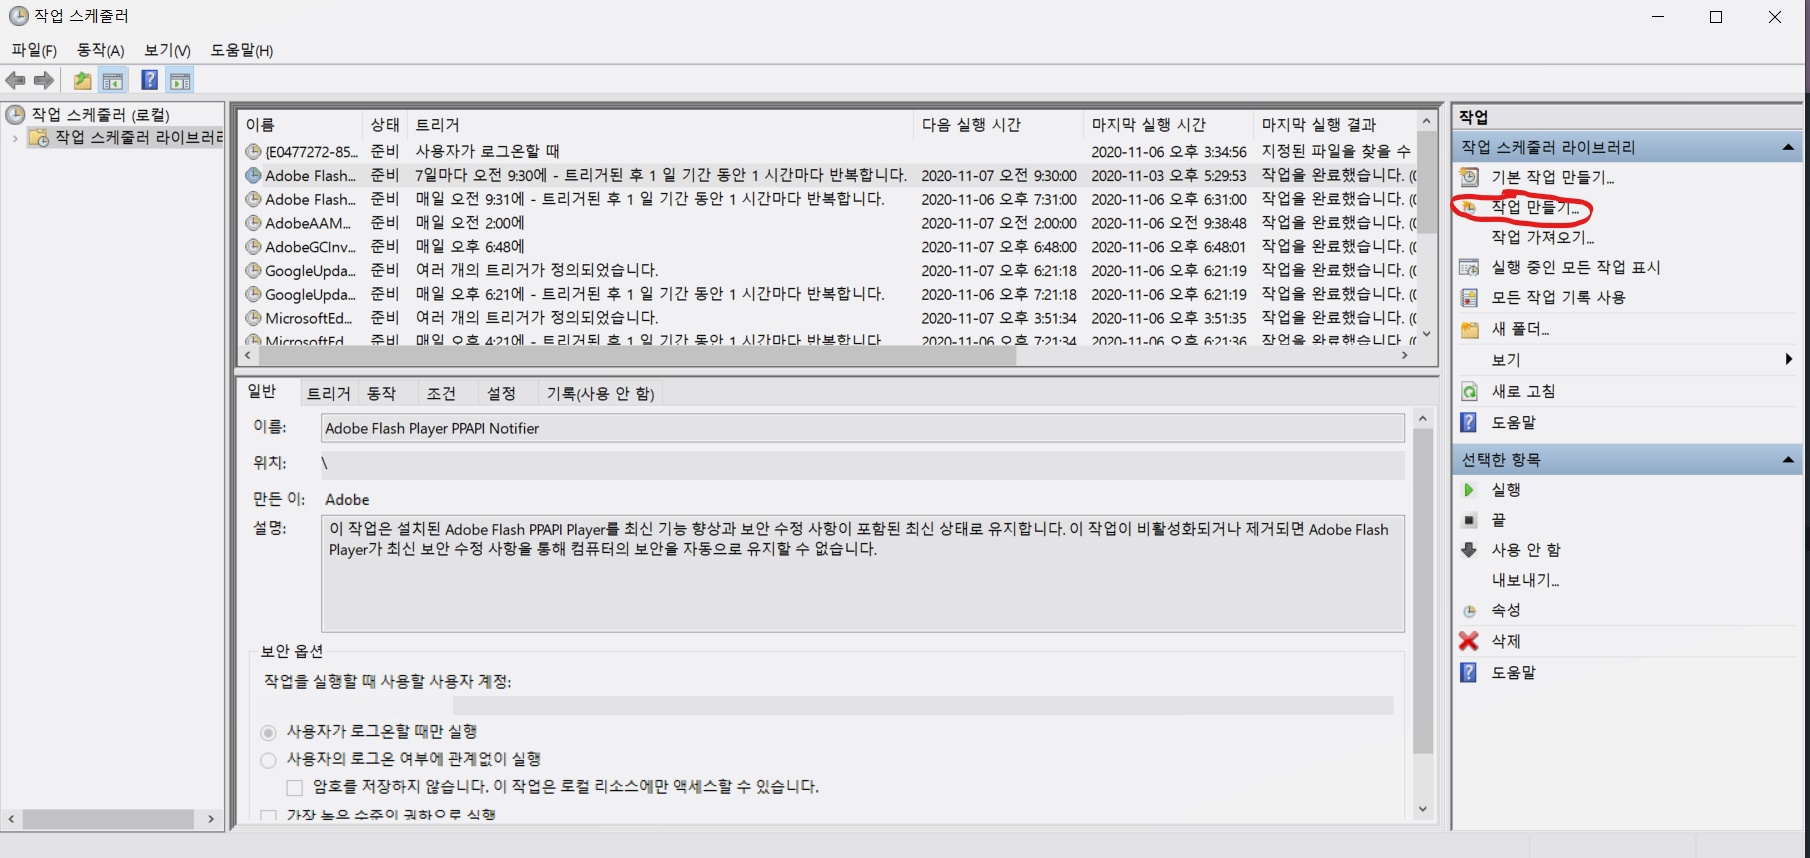 작업 스케줄러
파일(F) 동작(A) 보기(V) 도움말(H)
작업 스케줄러 (로컬)
작업 스케줄러 라이브러리
이름 상태 트리거 다음 실행 시간 마지막 실행 시간 마지막 실행 결과
{E0477272-85... 준비 사용자가 로그온할 때 2020-11-06 오후 3:34:56 지정된 파일을 찾을 수
Adobe Flash... 준비 7일마다 오전 9:30에 - 트리거된 후 1 일 기간 동안 1 시간마다 반복합니다. 2020-11-07 오전 9:30:00 2020-11-03 오후 5:29:53 작업을 완료했습니다. (0
Adobe Flash... 준비 매일 오전 9:31에 - 트리거된 후 1 일 기간 동안 1 시간마다 반복합니다. 2020-11-06 오후 7:31:00 2020-11-06 오후 6:31:00 작업을 완료했습니다. (0
AdobeAAM... 준비 매일 오전 2:00에 2020-11-07 오전 2:00:00 2020-11-06 오전 9:38:48 작업을 완료했습니다. (0
AdobeGCInv... 준비 매일 오후 6:48에 2020-11-07 오후 6:48:00 2020-11-06 오후 6:48:01 작업을 완료했습니다. (0
GoogleUpda... 준비 여러 개의 트리거가 정의되었습니다. 2020-11-07 오후 6:21:18 2020-11-06 오후 6:21:19 작업을 완료했습니다. (0
GoogleUpda... 준비 매일 오후 6:21에 - 트리거된 후 1 일 기간 동안 1 시간마다 반복합니다. 2020-11-06 오후 7:21:18 2020-11-06 오후 6:21:19 작업을 완료했습니다. (0
MicrosoftEd... 준비 여러 개의 트리거가 정의되었습니다. 2020-11-07 오후 3:51:34 2020-11-06 오후 3:51:35 작업을 완료했습니다. (0
MicrosoftEd... 준비 매일 오후 4:21에 - 트리거된 후 1 일 기간 동안 1 시간마다 반복합니다. 2020-11-06 오후 7:21:34 2020-11-06 오후 6:21:36 작업을 완료했습니다. (0
일반 트리거 동작 조건 설정 기록(사용 안 함)
이름: Adobe Flash Player PPAPI Notifier
위치: \
만든 이: Adobe
설명: 이 작업은 설치된 Adobe Flash PPAPI Player를 최신 기능 향상과 보안 수정 사항이 포함된 최신 상태로 유지합니다. 이 작업이 비활성화되거나 제거되면 Adobe Flash
Player가 최신 보안 수정 사항을 통해 컴퓨터의 보안을 자동으로 유지할 수 없습니다.
보안 옵션
작업을 실행할 때 사용할 사용자 계정:
사용자가 로그온할 때만 실행
사용자의 로그온 여부에 관계없이 실행
암호를 저장하지 않습니다. 이 작업은 로컬 리소스에만 액세스할 수 있습니다.
가장 높은 수준의 권한으로 실행
작업
작업 스케줄러 라이브러리
기본 작업 만들기...
작업 만들기...
작업 가져오기...
실행 중인 모든 작업 표시
모든 작업 기록 사용
새 폴더...
보기
새로 고침
도움말
선택한 항목
실행
끝
사용 안 함
내보내기...
속성
삭제
도움말